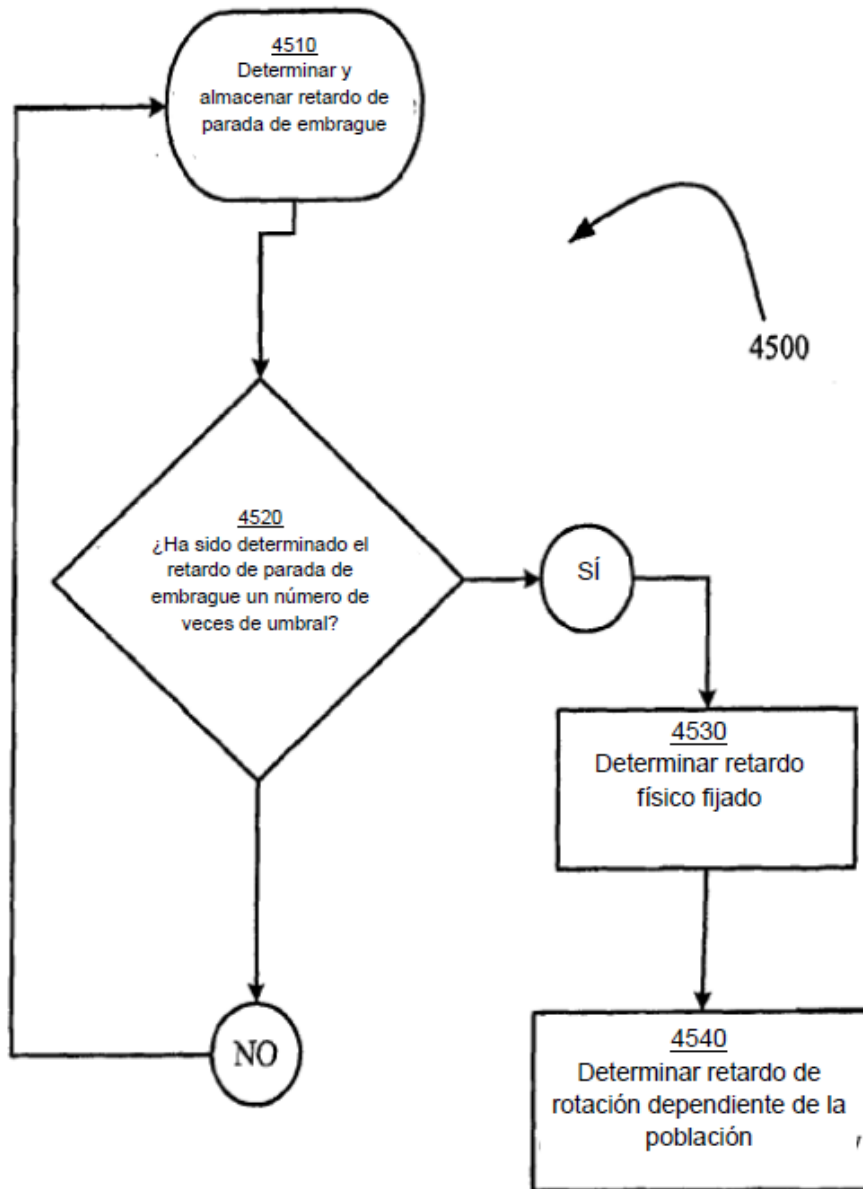 4510
Determinar y
almacenar retardo de
parada de embrague
4500
4520
¿Ha sido determinado el
retardo de parada de
embrague un número de
veces de umbral?
SÍ
4530
Determinar retardo
físico fijado
NO
4540
Determinar retardo de
rotación dependiente de la
población